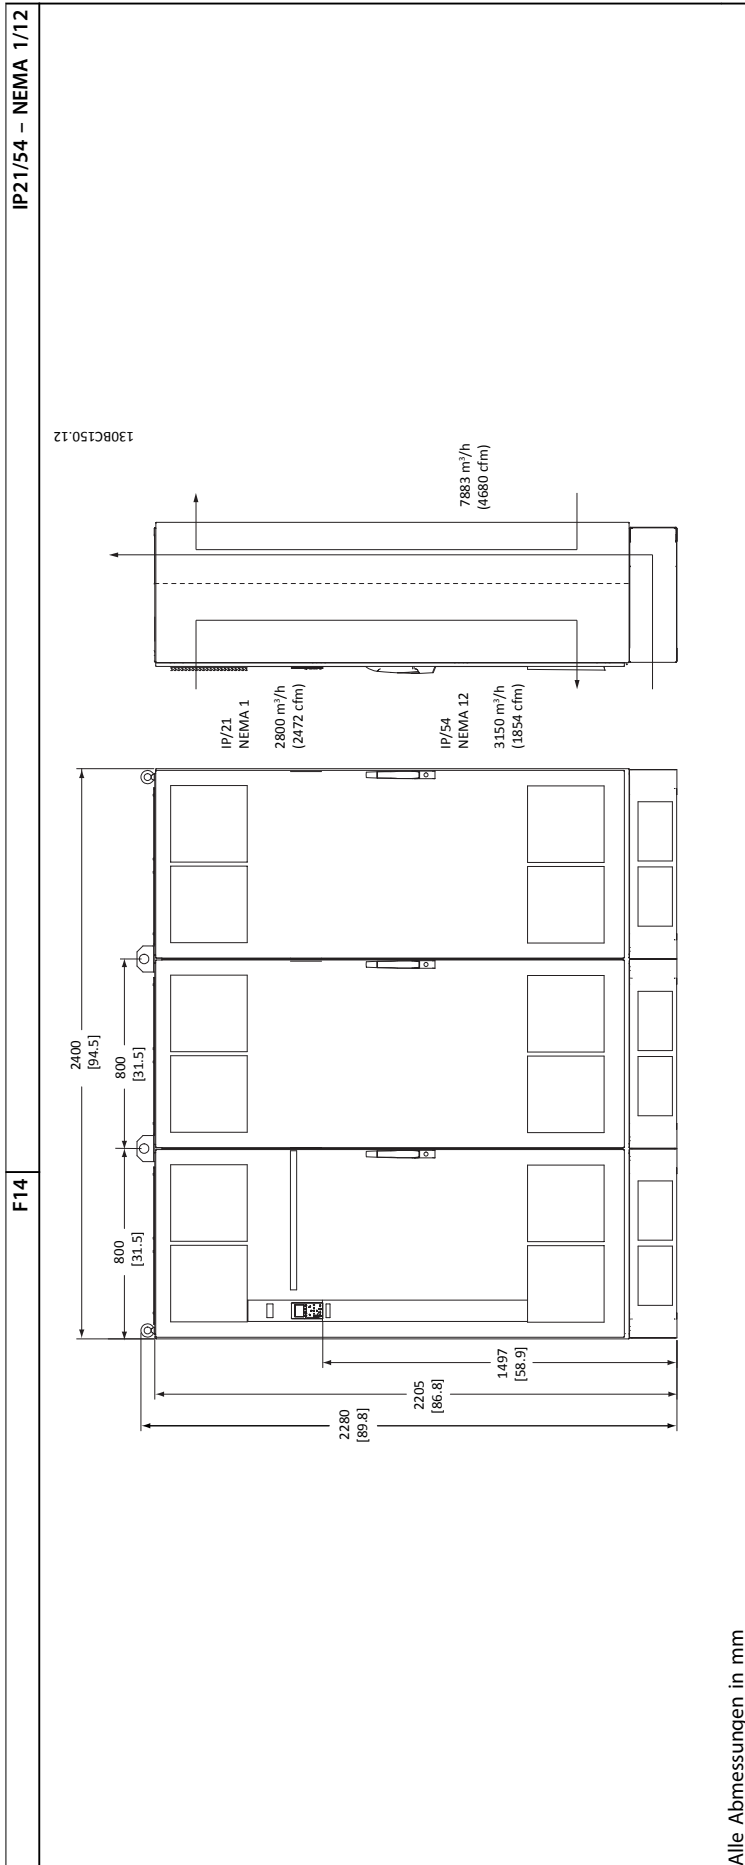 F14
IP21/54 – NEMA 1/12
130BC150.12
2400
[94.5]
800
[31.5]
800
[31.5]
2280
[89.8]
2205
[86.8]
1497
[58.9]
IP/21
NEMA 1
2800 m³/h
(2472 cfm)
IP/54
NEMA 12
3150 m³/h
(1854 cfm)
7883 m³/h
(4680 cfm)
Alle Abmessungen in mm